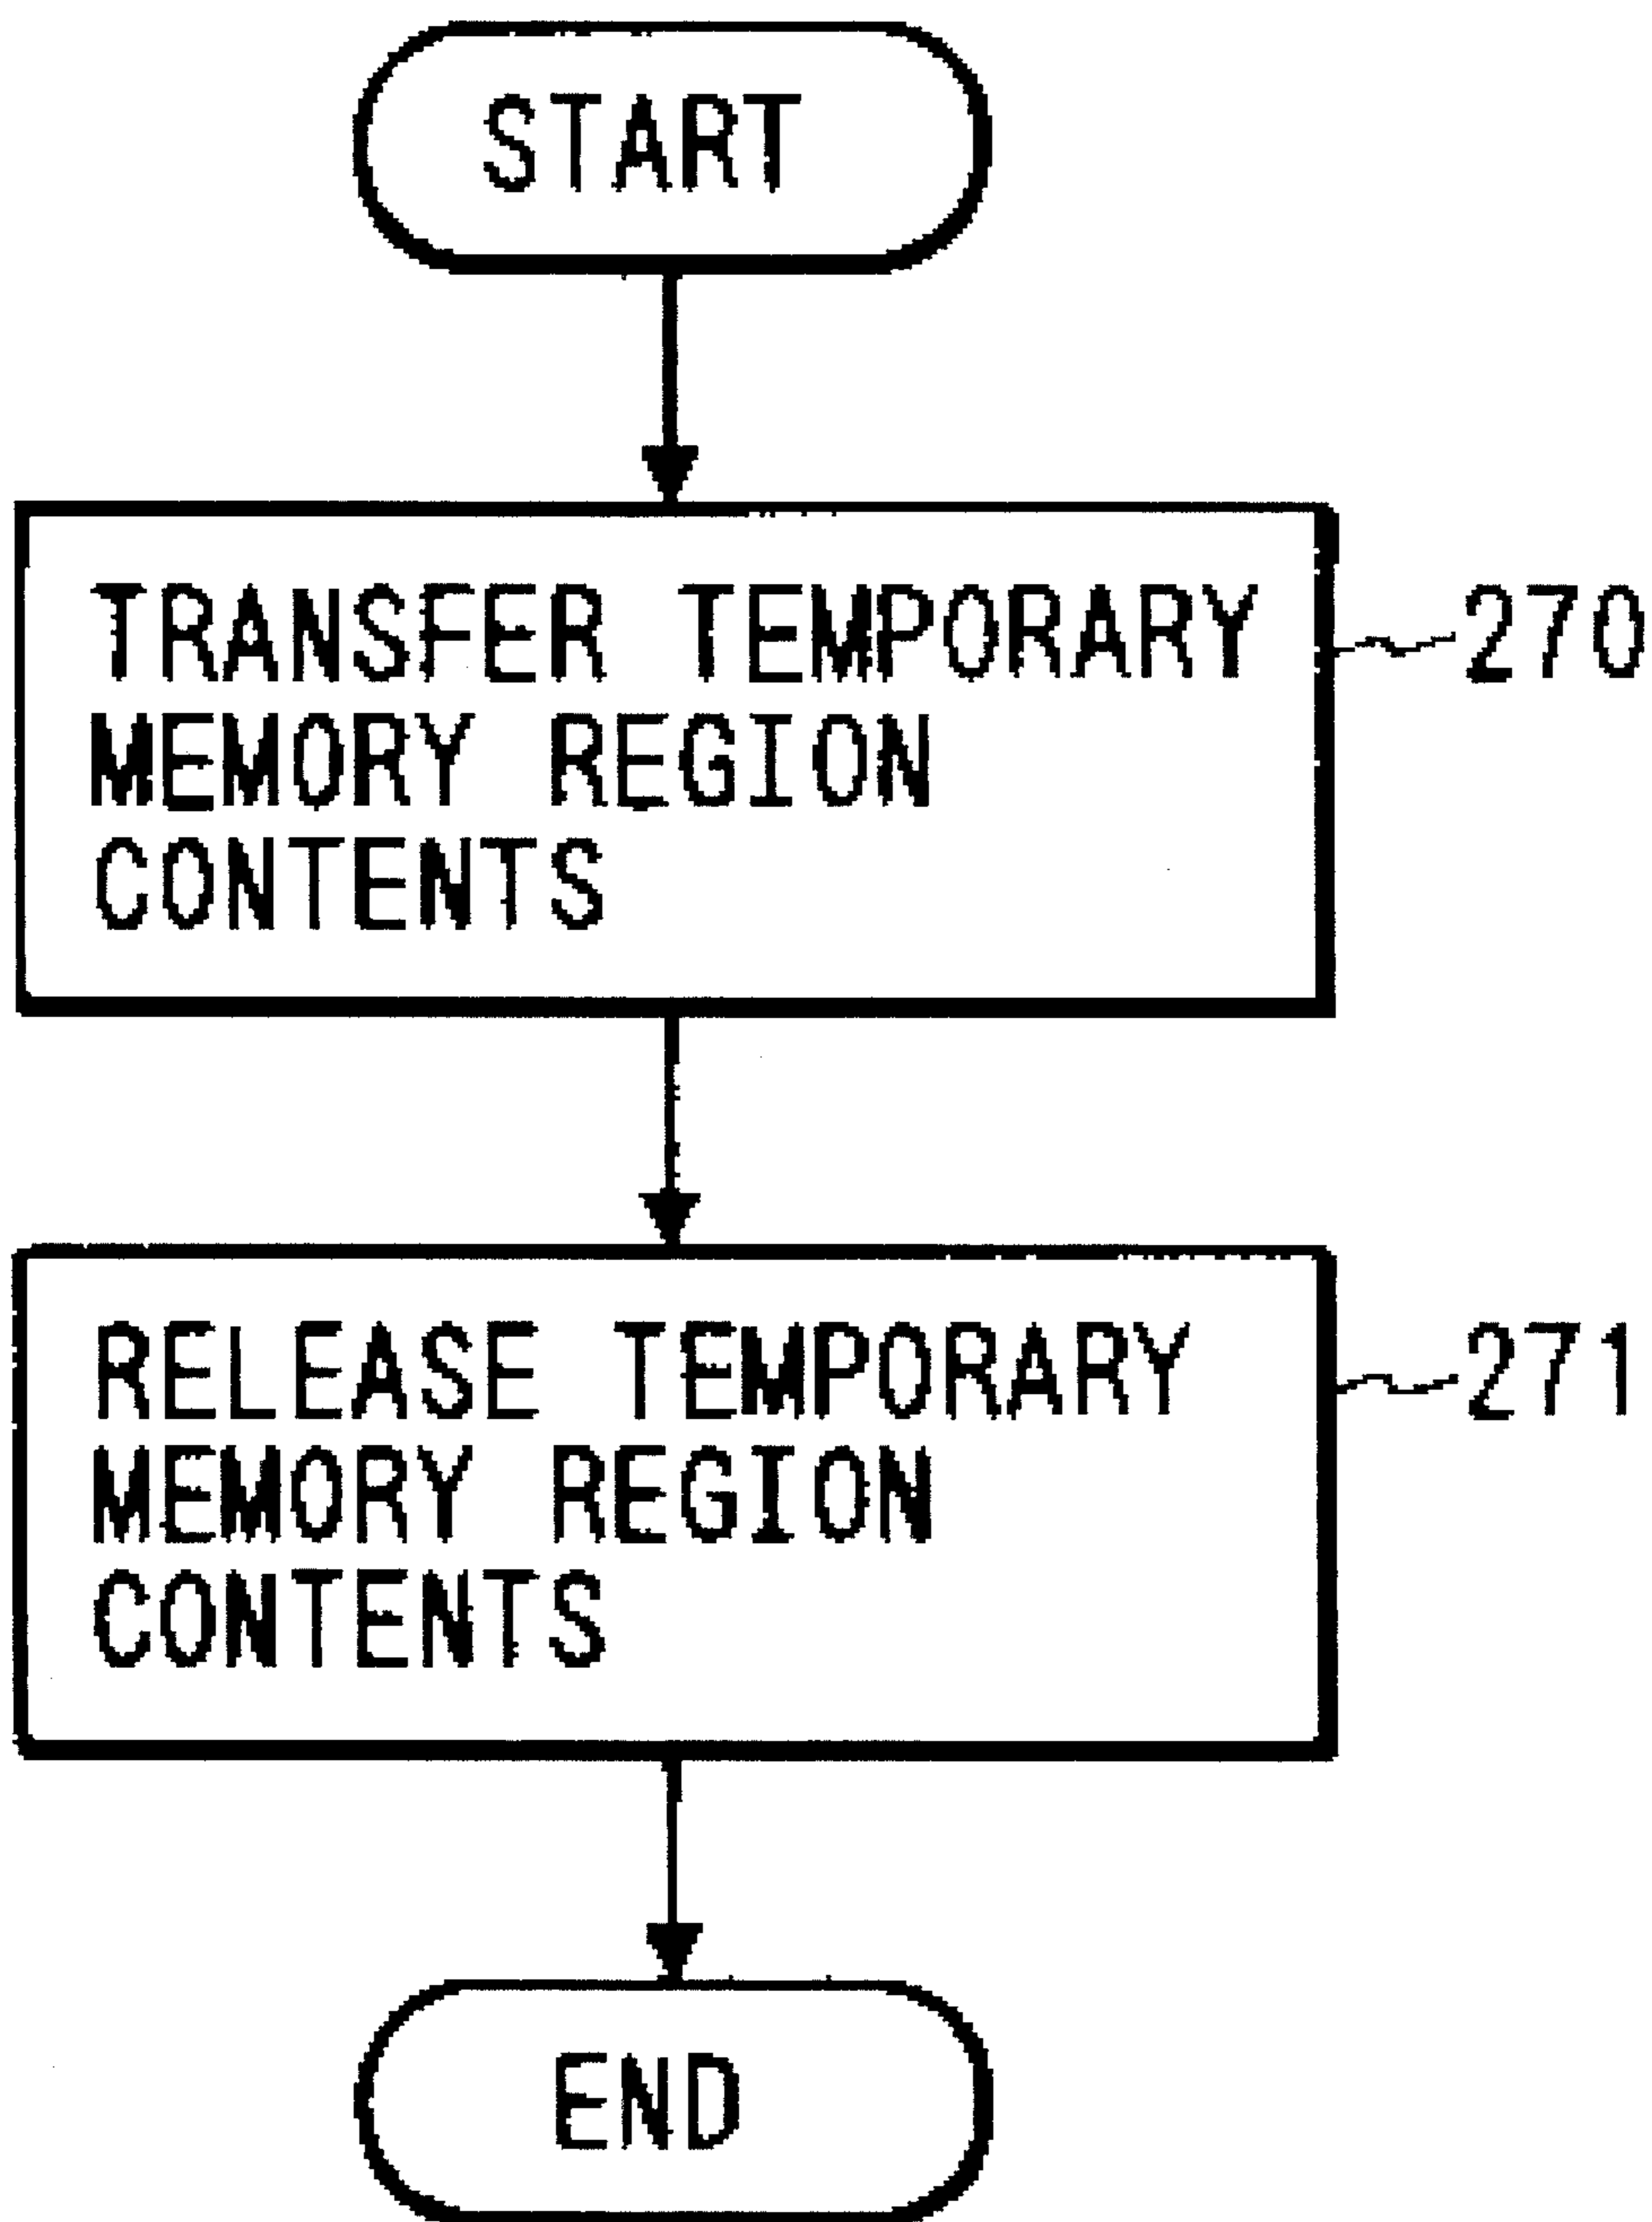 START
TRANSFER TEMPORARY
MEMORY REGION
CONTENTS
270
RELEASE TEMPORARY
MEMORY REGION
CONTENTS
271
END